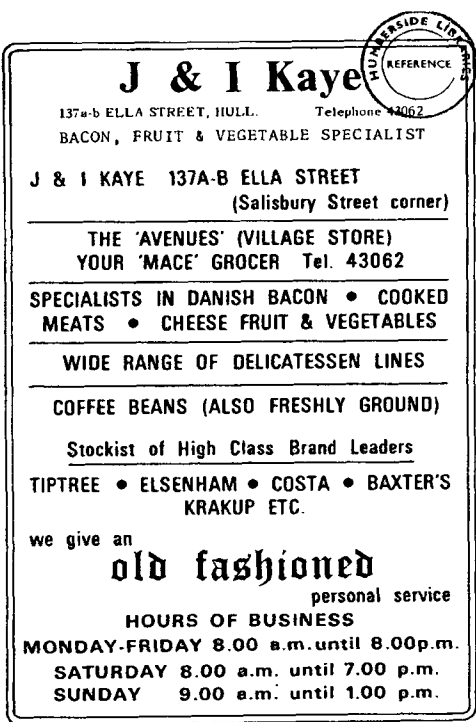 HUMBERSIDE LIBRARIES
REFERENCE
J & I Kaye
137a-b ELLA STREET, HULL. Telephone 43062
BACON, FRUIT & VEGETABLE SPECIALIST
J & I KAYE 137A-B ELLA STREET
(Salisbury Street corner)
THE 'AVENUES' (VILLAGE STORE)
YOUR 'MACE' GROCER Tel. 43062
SPECIALISTS IN DANISH BACON • COOKED
MEATS • CHEESE FRUIT & VEGETABLES
WIDE RANGE OF DELICATESSEN LINES
COFFEE BEANS (ALSO FRESHLY GROUND)
Stockist of High Class Brand Leaders
TIPTREE • ELSENHAM • COSTA • BAXTER'S
KRAKUP ETC.
we give an
old fashioned
personal service
HOURS OF BUSINESS
MONDAY-FRIDAY 8.00 a.m. until 8.00p.m.
SATURDAY 8.00 a.m. until 7.00 p.m.
SUNDAY 9.00 a.m. until 1.00 p.m.